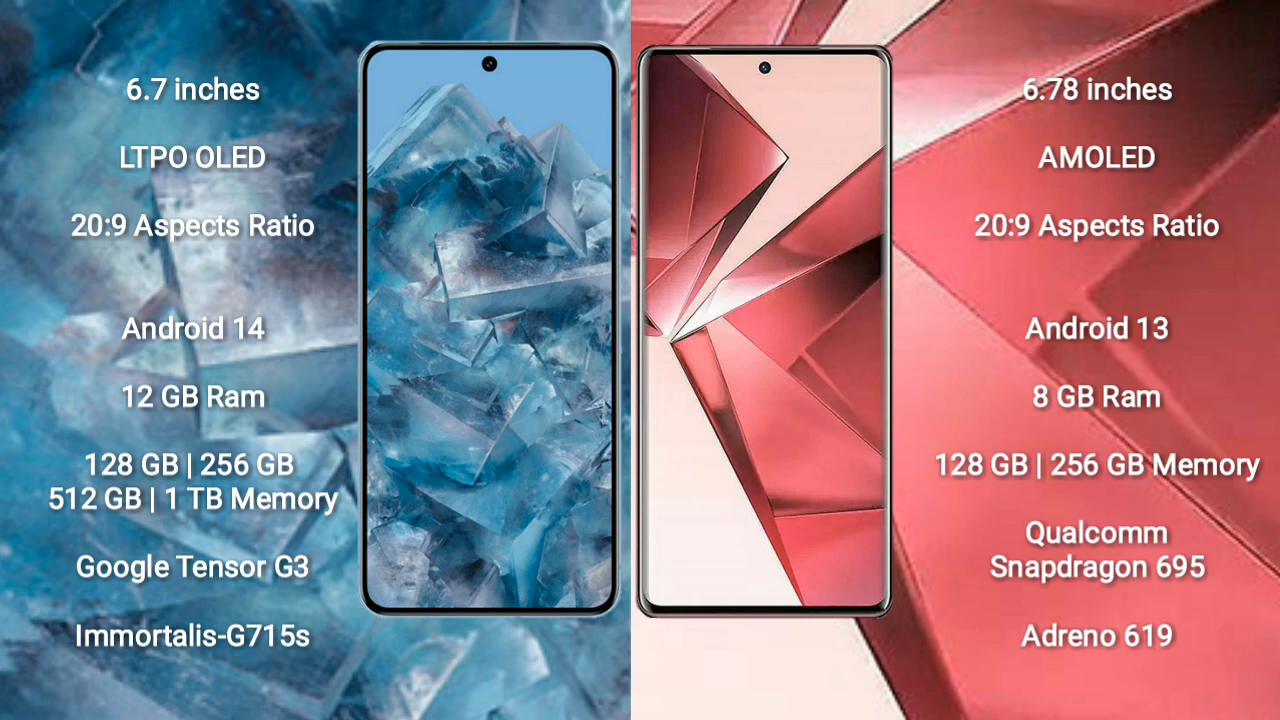 6.7 inches
LTPO OLED
20:9 Aspects Ratio
Android 14
12 GB Ram
128 GB | 256 GB
512 GB | 1 TB Memory
Google Tensor G3
Immortalis-G715s
6.78 inches
AMOLED
20:9 Aspects Ratio
Android 13
8 GB Ram
128 GB | 256 GB Memory
Qualcomm
Snapdragon 695
Adreno 619